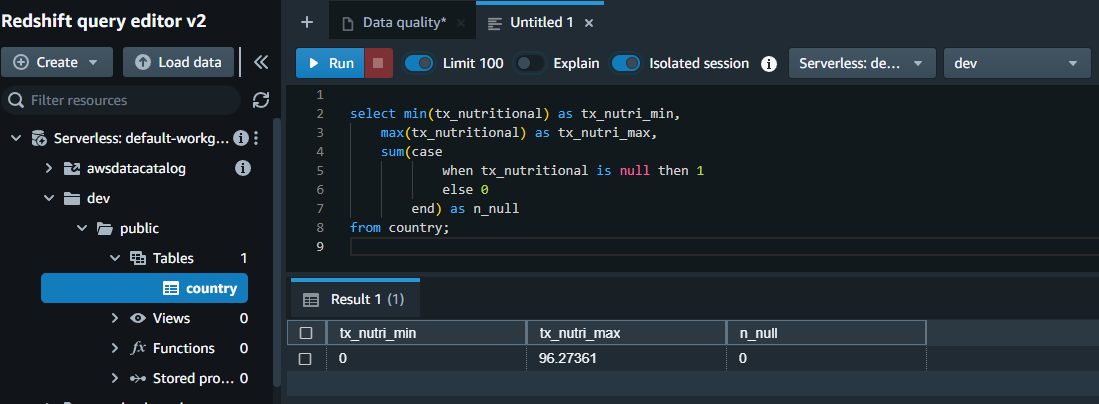 Redshift query editor v2
Create
Load data
Filter resources
Serverless: default-workg...
awsdatacatalog
dev
public
Tables 1
country
Views 0
fx Functions 0
Stored pro... 0
Data quality*
Untitled 1
Run
Limit 100
Explain
Isolated session
Serverless: de...
dev
1
2 select min(tx_nutritional) as tx_nutri_min,
3 max(tx_nutritional) as tx_nutri_max,
4 sum(case
5 when tx_nutritional is null then 1
6 else 0
7 end) as n_null
8 from country;
9
Result 1 (1)
tx_nutri_min tx_nutri_max n_null
0 96.27361 0